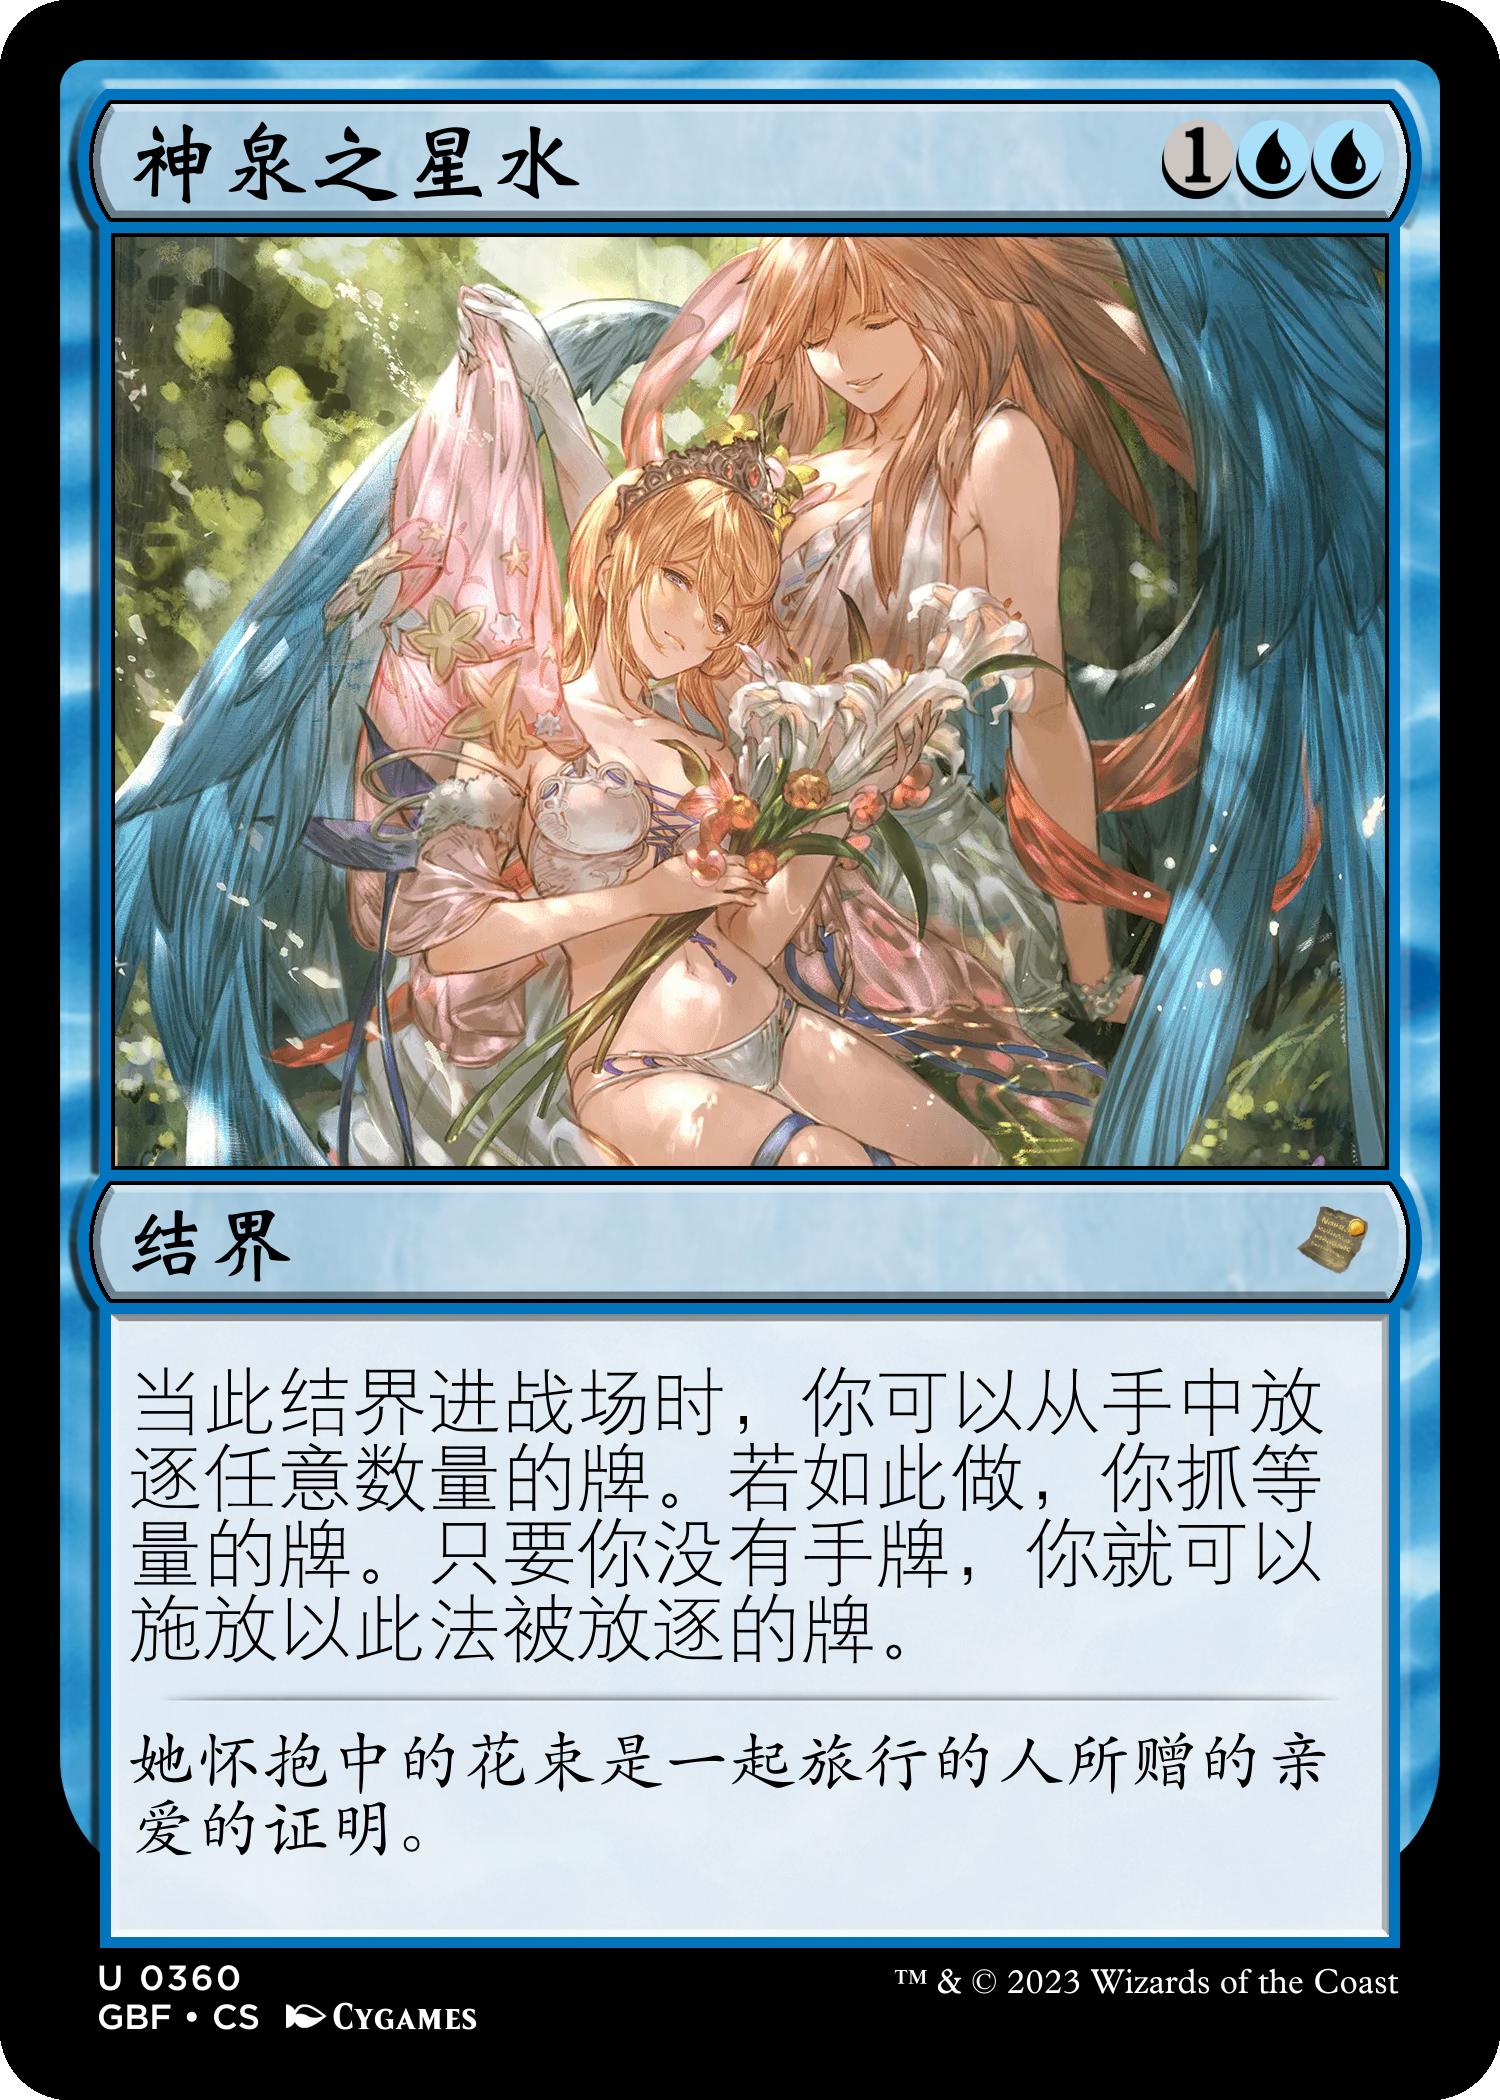 神泉之星水
1
结界
当此结界进战场时，你可以从手中放
逐任意数量的牌。若如此做，你抓等
量的牌。只要你没有手牌，你就可以
施放以此法被放逐的牌。
她怀抱中的花束是一起旅行的人所赠的亲
爱的证明。
U 0360
GBF • CS CYGAMES
™ & © 2023 Wizards of the Coast